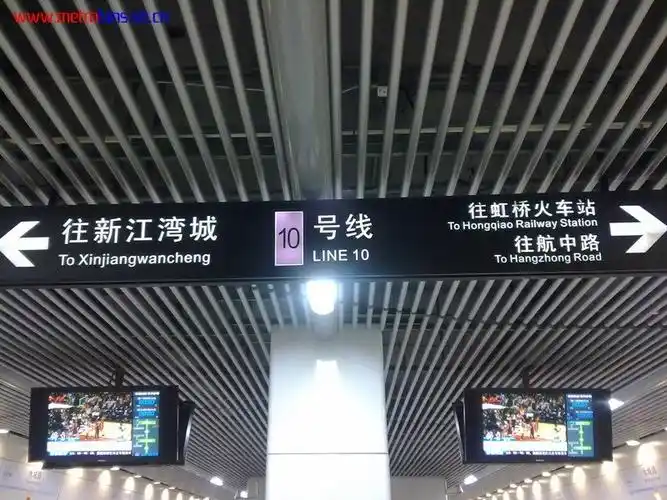 往新江湾城
To Xinjiangwancheng
10 号线
LINE 10
往虹桥火车站
To Hongqiao Railway Station
往航中路
To Hangzhong Road